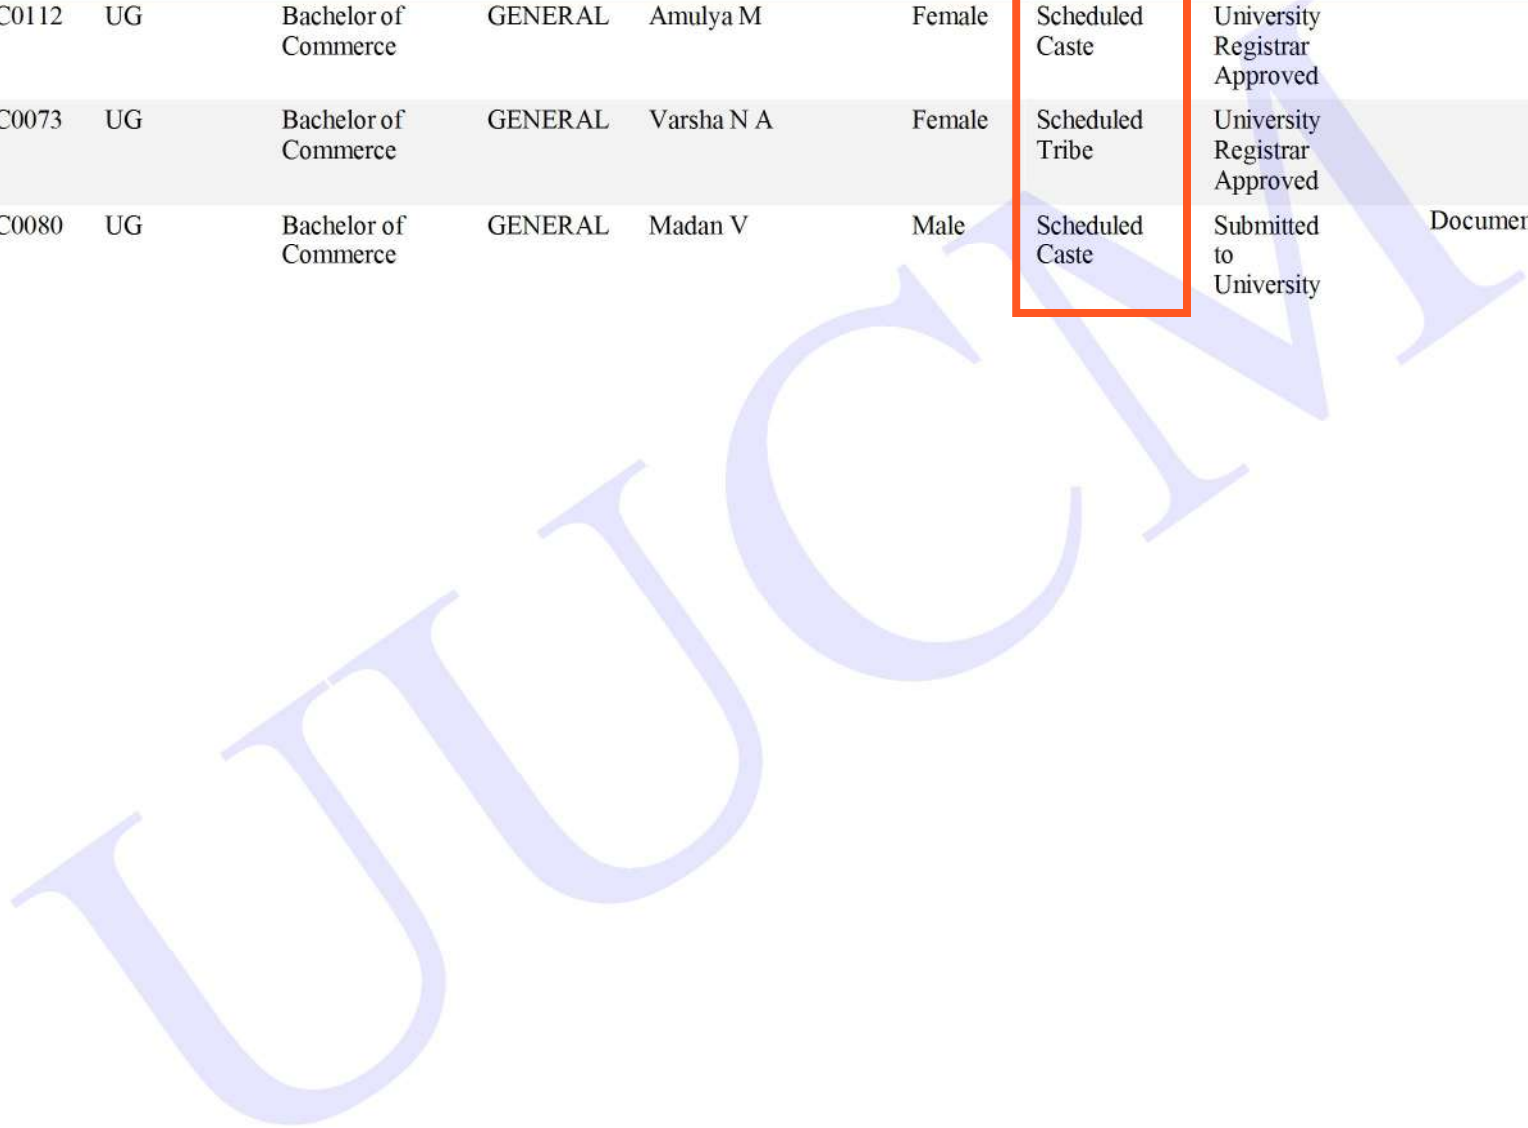 C0112 UG Bachelor of GENERAL Amulya M Female Scheduled University
Commerce Caste Registrar
Approved
C0073 UG Bachelor of GENERAL Varsha N A Female Scheduled University
Commerce Tribe Registrar
Approved
C0080 UG Bachelor of GENERAL Madan V Male Scheduled Submitted Documen
Commerce Caste to
University
UUCM